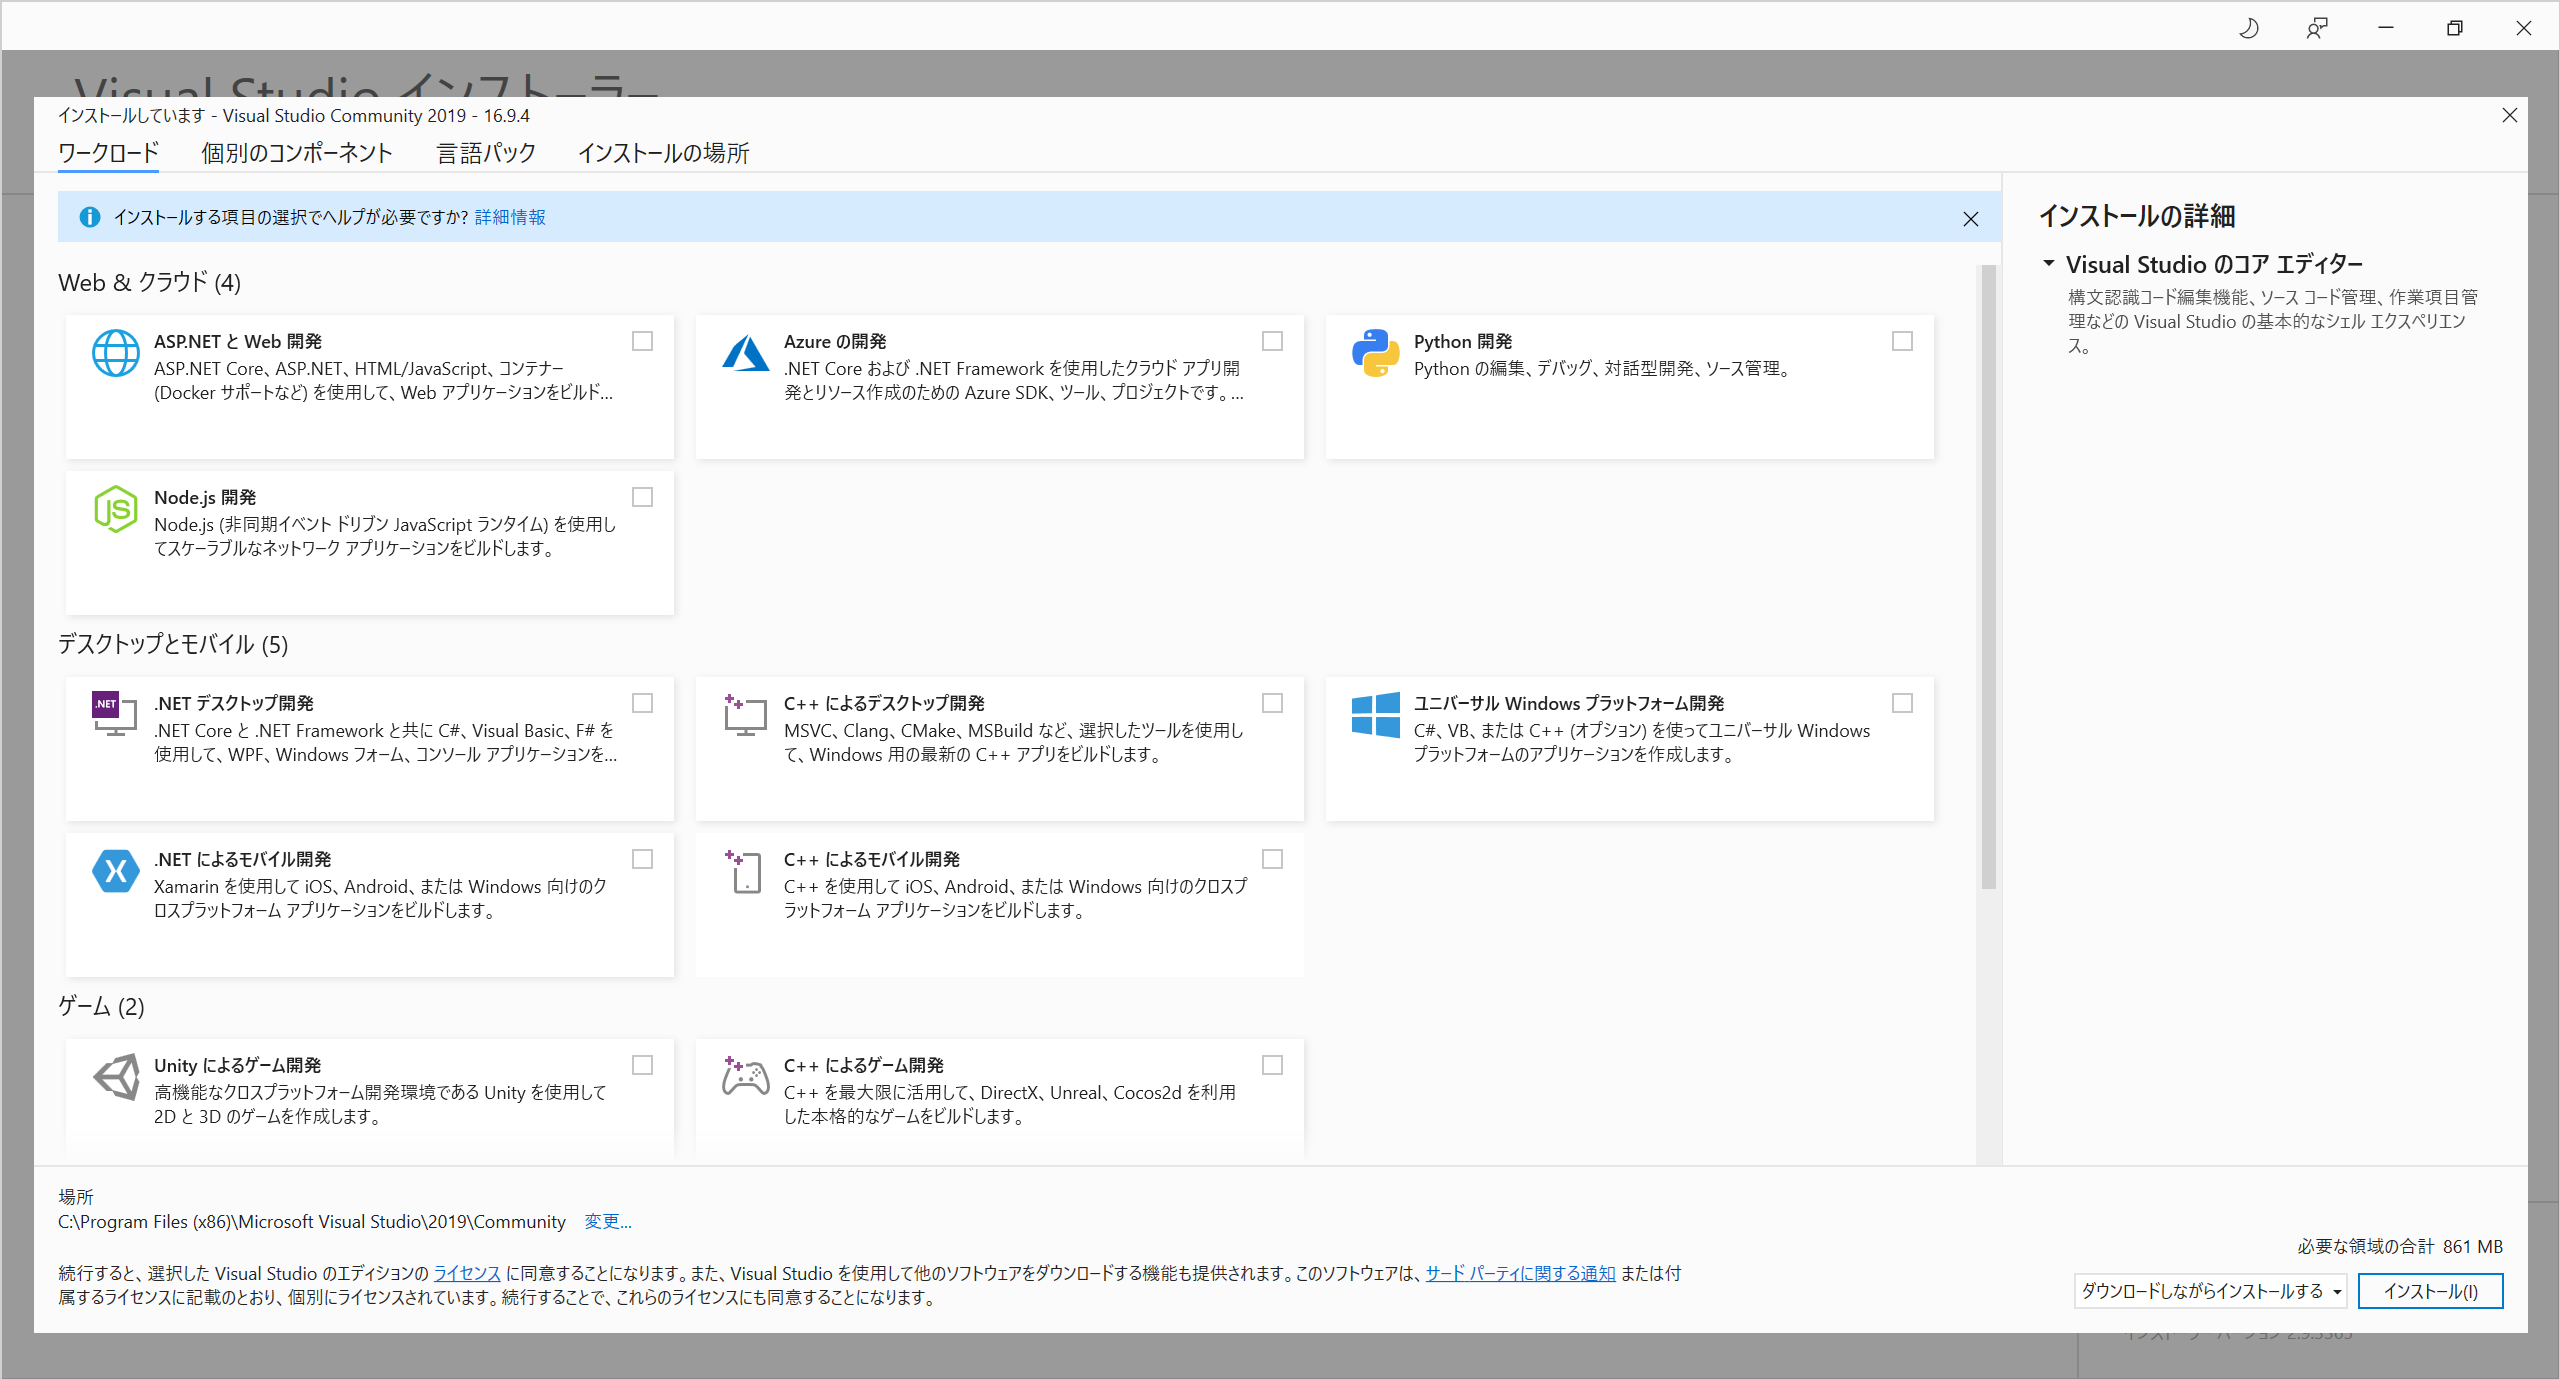 Visual Studio インストーラー
インストールしています - Visual Studio Community 2019 - 16.9.4
ワークロード 個別のコンポーネント 言語パック インストールの場所
インストールする項目の選択でヘルプが必要ですか? 詳細情報
Web & クラウド (4)
ASP.NET と Web 開発
ASP.NET Core、ASP.NET、HTML/JavaScript、コンテナー
(Docker サポートなど) を使用して、Web アプリケーションをビルド...
Azure の開発
.NET Core および .NET Framework を使用したクラウド アプリ開
発とリソース作成のための Azure SDK、ツール、プロジェクトです。...
Python 開発
Python の編集、デバッグ、対話型開発、ソース管理。
JS
Node.js 開発
Node.js (非同期イベント ドリブン JavaScript ランタイム) を使用し
てスケーラブルなネットワーク アプリケーションをビルドします。
デスクトップとモバイル (5)
.NET
.NET デスクトップ開発
.NET Core と .NET Framework と共に C#、Visual Basic、F# を
使用して、WPF、Windows フォーム、コンソール アプリケーションを...
C++ によるデスクトップ開発
MSVC、Clang、CMake、MSBuild など、選択したツールを使用し
て、Windows 用の最新の C++ アプリをビルドします。
ユニバーサル Windows プラットフォーム開発
C#、VB、または C++ (オプション) を使ってユニバーサル Windows
プラットフォームのアプリケーションを作成します。
X
.NET によるモバイル開発
Xamarin を使用して iOS、Android、または Windows 向けのク
ロスプラットフォーム アプリケーションをビルドします。
C++ によるモバイル開発
C++ を使用して iOS、Android、または Windows 向けのクロスプ
ラットフォーム アプリケーションをビルドします。
ゲーム (2)
Unity によるゲーム開発
高機能なクロスプラットフォーム開発環境である Unity を使用して
2D と 3D のゲームを作成します。
C++ によるゲーム開発
C++ を最大限に活用して、DirectX、Unreal、Cocos2d を利用
した本格的なゲームをビルドします。
インストールの詳細
Visual Studio のコア エディター
構文認識コード編集機能、ソース コード管理、作業項目管
理などの Visual Studio の基本的なシェル エクスペリエン
ス。
場所
C:\Program Files (x86)\Microsoft Visual Studio\2019\Community 変更...
続行すると、選択した Visual Studio のエディションの ライセンス に同意することになります。また、Visual Studio を使用して他のソフトウェアをダウンロードする機能も提供されます。このソフトウェアは、サード パーティに関する通知 または付
属するライセンスに記載のとおり、個別にライセンスされています。続行することで、これらのライセンスにも同意することになります。
必要な領域の合計 861 MB
ダウンロードしながらインストールする インストール(I)